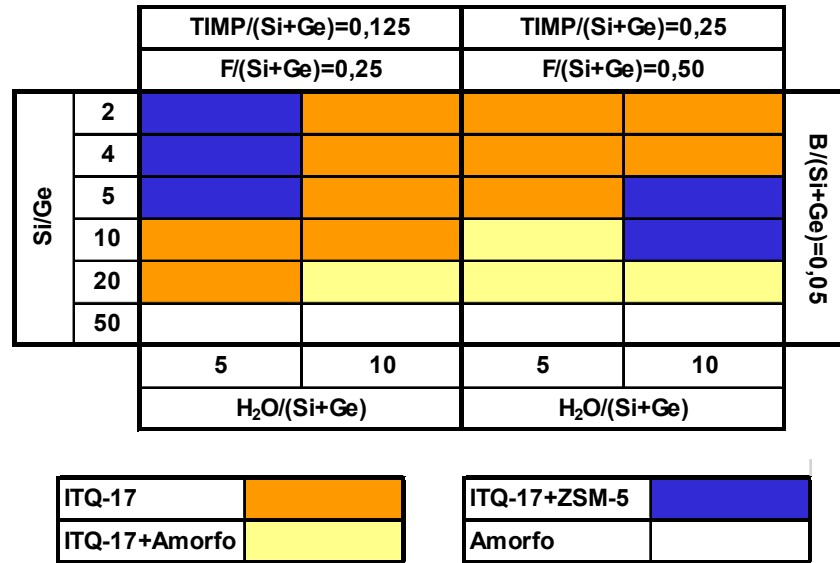 TIMP/(Si+Ge)=0,125 TIMP/(Si+Ge)=0,25
F/(Si+Ge)=0,25 F/(Si+Ge)=0,50
Si/Ge
2
4
5
10
20
50
B/(Si+Ge)=0,05
5 10 5 10
H₂O/(Si+Ge) H₂O/(Si+Ge)
ITQ-17 ITQ-17+ZSM-5
ITQ-17+Amorfo Amorfo